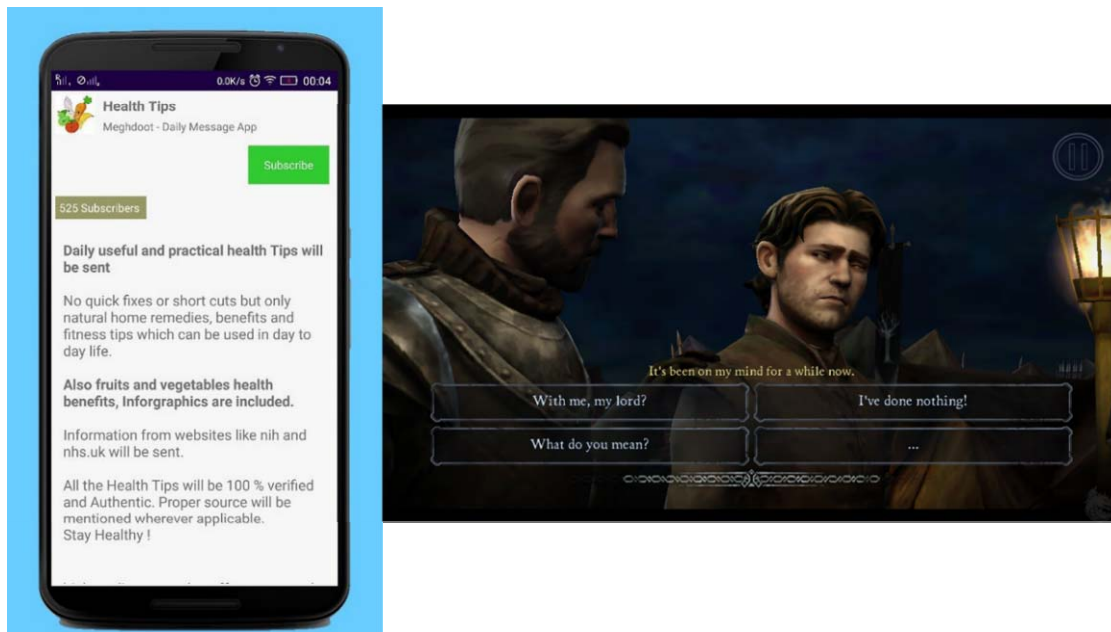 0.0K/s 00:04
Health Tips
Meghdoot - Daily Message App
Subscribe
525 Subscribers
Daily useful and practical health Tips will
be sent
No quick fixes or short cuts but only
natural home remedies, benefits and
fitness tips which can be used in day to
day life.
Also fruits and vegetables health
benefits, Inforgraphics are included.
Information from websites like nih and
nhs.uk will be sent.
All the Health Tips will be 100 % verified
and Authentic. Proper source will be
mentioned wherever applicable.
Stay Healthy !
It's been on my mind for a while now.
With me, my lord?
I've done nothing!
What do you mean?
...